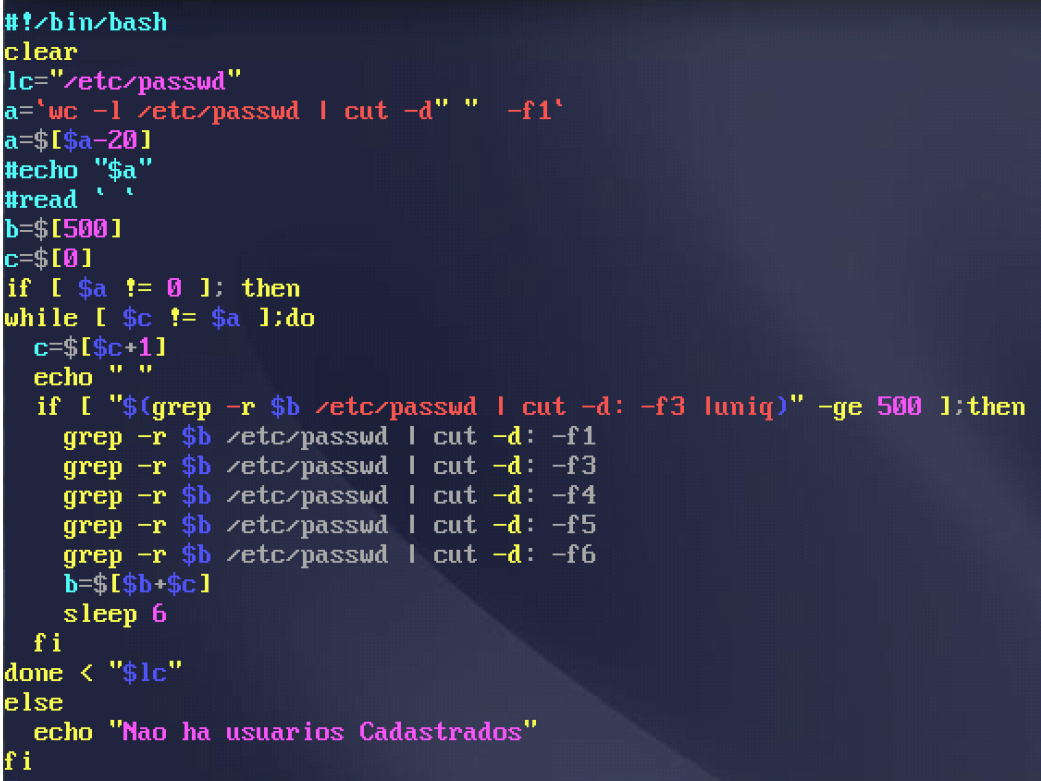 #!/bin/bash
clear
lc="/etc/passwd"
a=`wc -l /etc/passwd | cut -d" "  -f1`
a=$[$a-20]
#echo "$a"
#read ` `
b=$[500]
c=$[0]
if [ $a != 0 ]; then
while [ $c != $a ];do
  c=$[$c+1]
  echo " "
  if [ "$(grep -r $b /etc/passwd | cut -d: -f3 |uniq)" -ge 500 ];then
    grep -r $b /etc/passwd | cut -d: -f1
    grep -r $b /etc/passwd | cut -d: -f3
    grep -r $b /etc/passwd | cut -d: -f4
    grep -r $b /etc/passwd | cut -d: -f5
    grep -r $b /etc/passwd | cut -d: -f6
    b=$[$b+$c]
    sleep 6
  fi
done < "$lc"
else
  echo "Nao ha usuarios Cadastrados"
fi